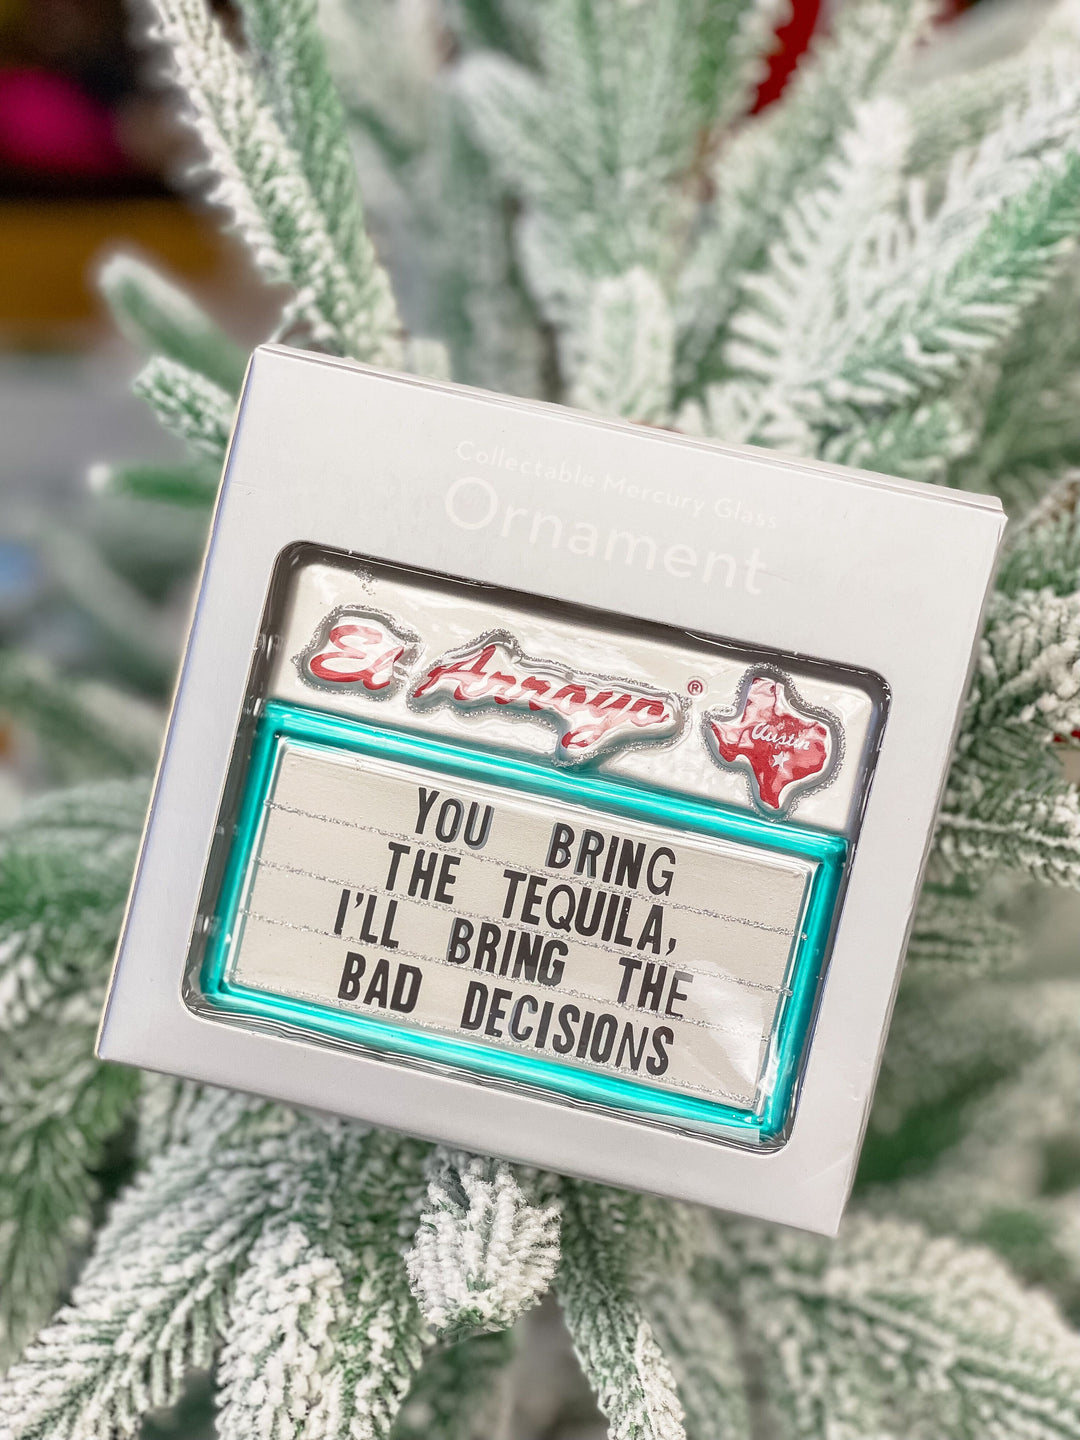 Collectable Mercury Glass
Ornament
El Arroyo®
Austin
YOU BRING
THE TEQUILA,
I'LL BRING THE
BAD DECISIONS